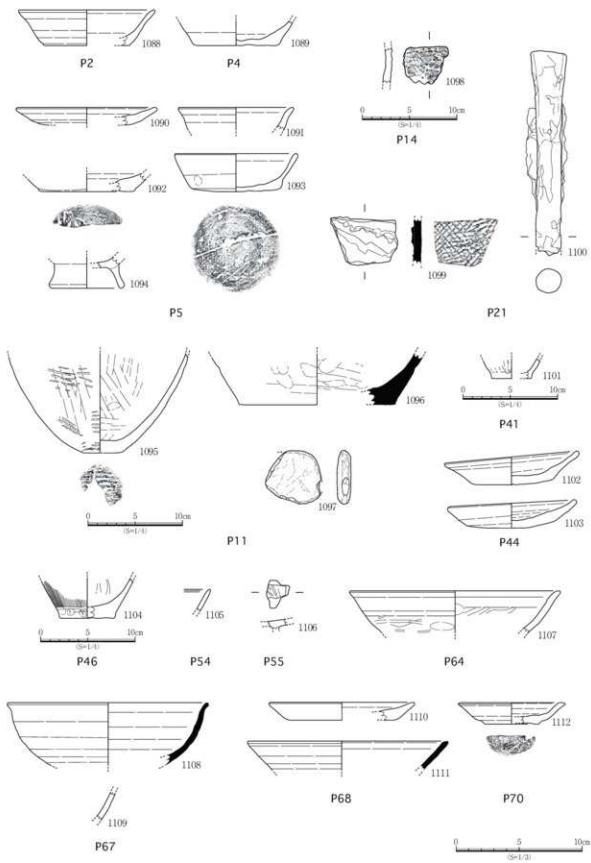 1088
1089
P2
P4
1098
0 5 10cm
(S=1/4)
P14
1090
1091
1092
1093
1094
P5
1099
1100
P21
1095
1096
1097
0 5 10cm
(S=1/4)
P11
1101
0 5 10cm
(S=1/4)
P41
1102
1103
P44
1104
0 5 10cm
(S=1/4)
P46
1105
P54
1106
P55
1107
P64
1108
1109
P67
1110
1111
P68
1112
P70
0 5 10cm
(S=1/3)